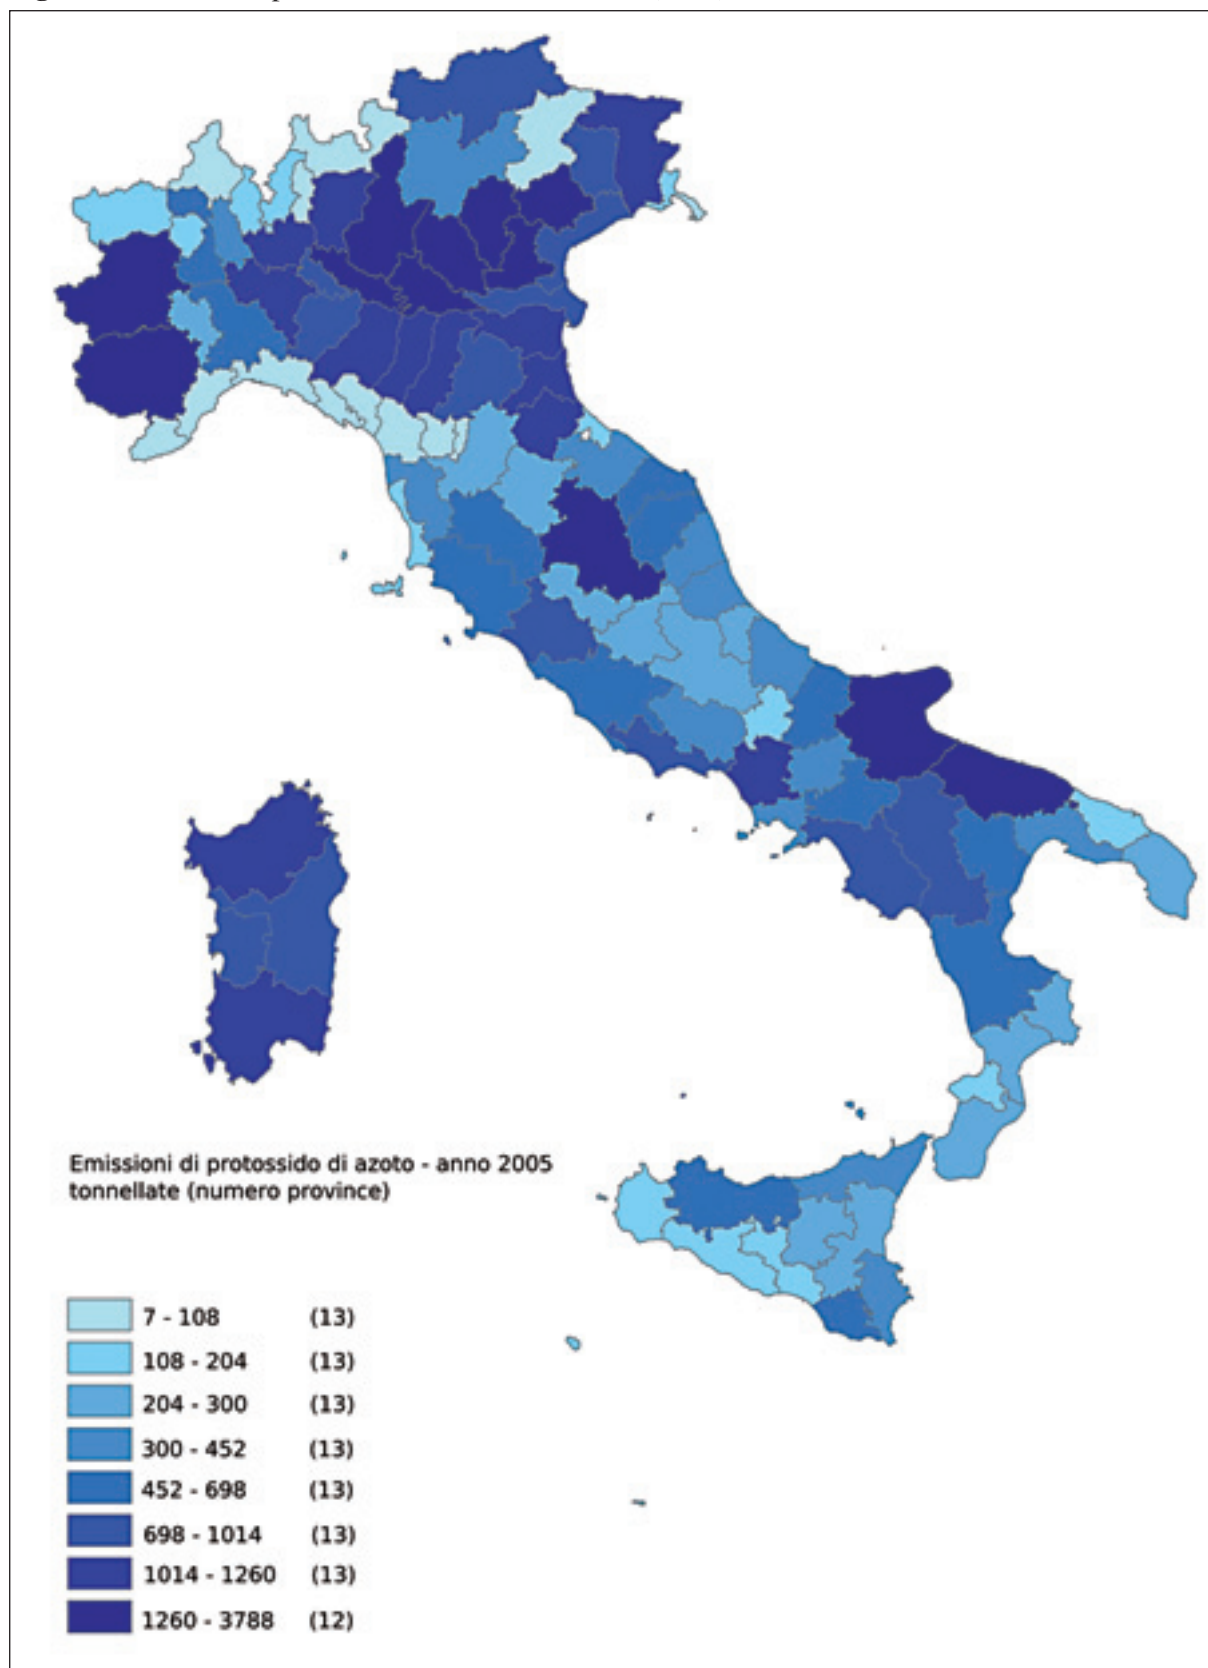 Emissioni di protossido di azoto - anno 2005
tonnellate (numero province)
7 - 108 (13)
108 - 204 (13)
204 - 300 (13)
300 - 452 (13)
452 - 698 (13)
698 - 1014 (13)
1014 - 1260 (13)
1260 - 3788 (12)